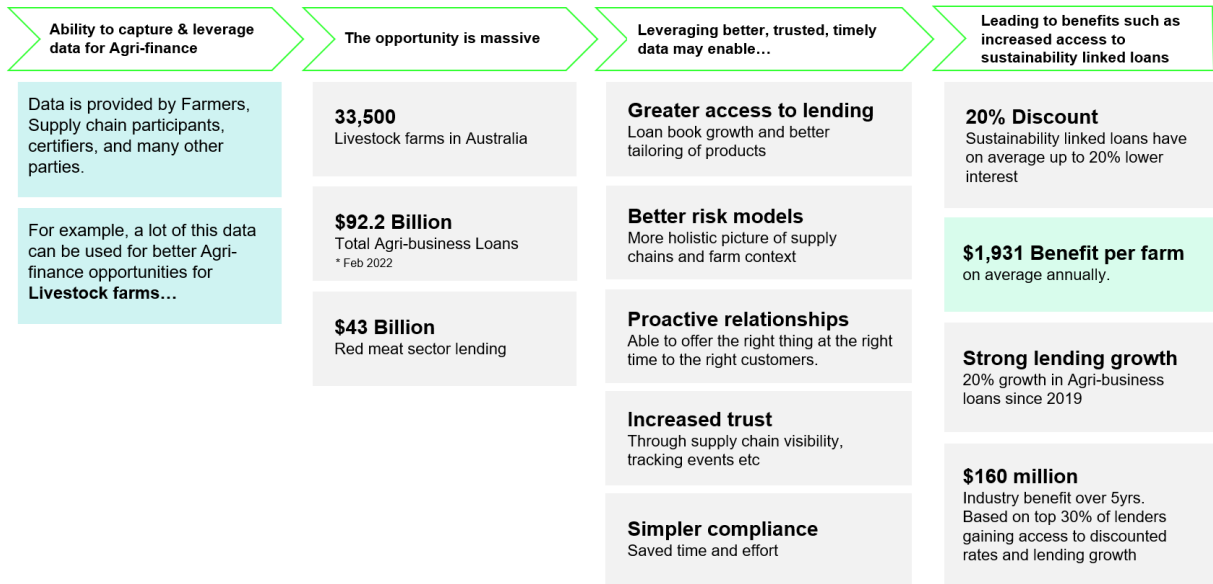 Ability to capture & leverage
data for Agri-finance
Data is provided by Farmers,
Supply chain participants,
certifiers, and many other
parties.
For example, a lot of this data
can be used for better Agri-
finance opportunities for
Livestock farms…
The opportunity is massive
33,500
Livestock farms in Australia
$92.2 Billion
Total Agri-business Loans
* Feb 2022
$43 Billion
Red meat sector lending
Leveraging better, trusted, timely
data may enable…
Greater access to lending
Loan book growth and better
tailoring of products
Better risk models
More holistic picture of supply
chains and farm context
Proactive relationships
Able to offer the right thing at the right
time to the right customers.
Increased trust
Through supply chain visibility,
tracking events etc
Simpler compliance
Saved time and effort
Leading to benefits such as
increased access to
sustainability linked loans
20% Discount
Sustainability linked loans have
on average up to 20% lower
interest
$1,931 Benefit per farm
on average annually.
Strong lending growth
20% growth in Agri-business
loans since 2019
$160 million
Industry benefit over 5yrs.
Based on top 30% of lenders
gaining access to discounted
rates and lending growth